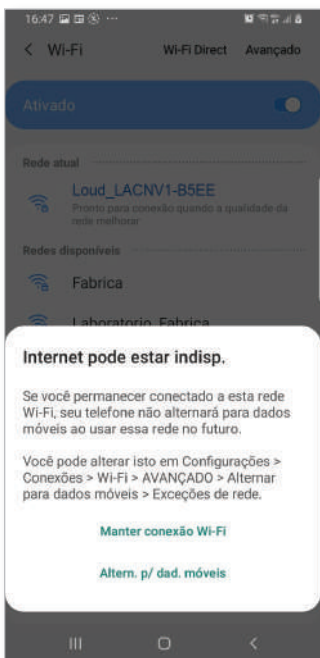 16:47
Wi-Fi Wi-Fi Direct Avançado
Ativado
Rede atual
Loud_LACNV1-B5EE
Pronto para conexão quando a qualidade da
rede melhorar
Redes disponíveis
Fabrica
Laboratorio_Fabrica
Internet pode estar indisp.
Se você permanecer conectado a esta rede
Wi-Fi, seu telefone não alternará para dados
móveis ao usar essa rede no futuro.
Você pode alterar isto em Configurações >
Conexões > Wi-Fi > AVANÇADO > Alternar
para dados móveis > Exceções de rede.
Manter conexão Wi-Fi
Altern. p/ dad. móveis